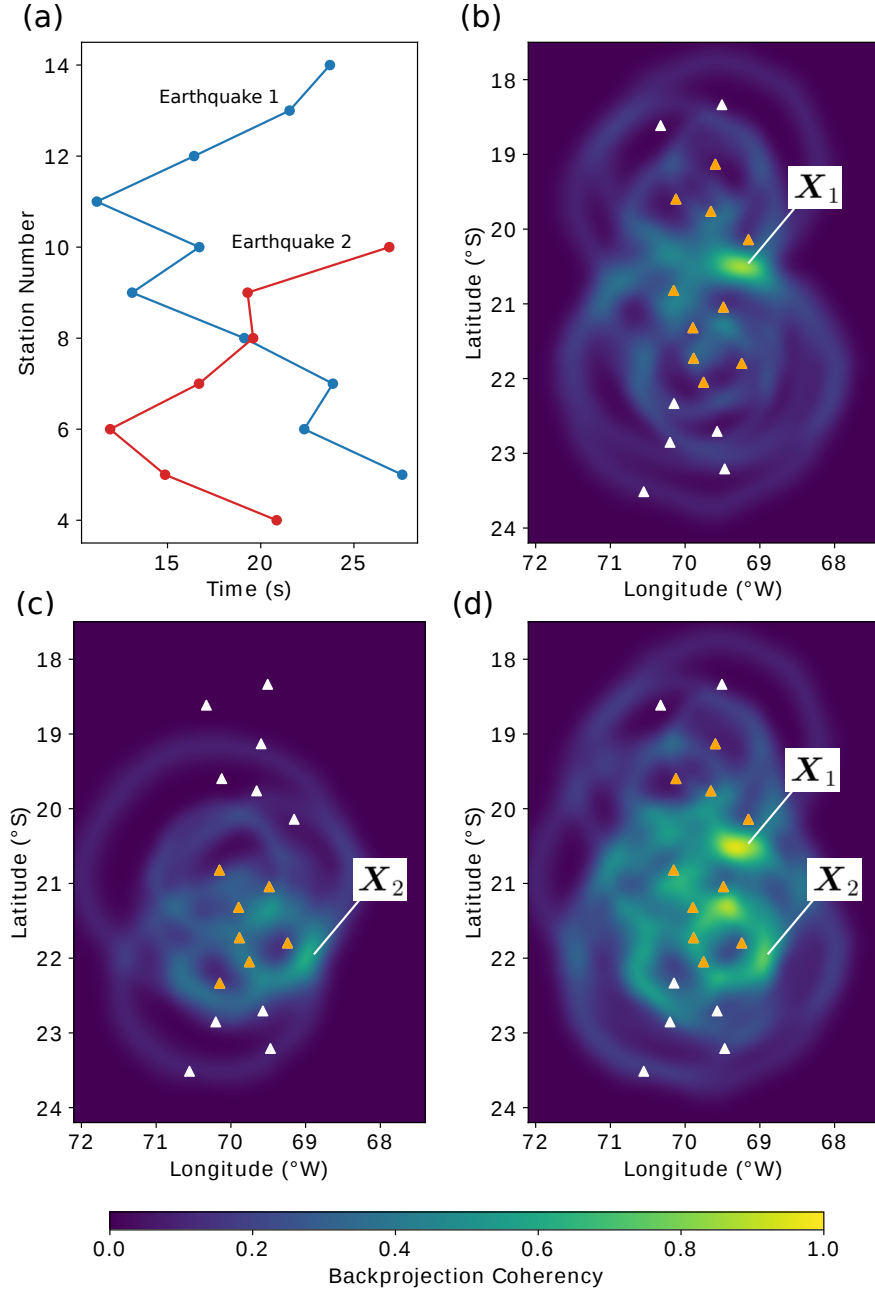 (a)
14
12
10
8
6
4
Station Number
Earthquake 1
Earthquake 2
15
20
25
Time (s)
(b)
18
19
20
21
22
23
24
Latitude (°S)
X1
72
71
70
69
68
Longitude (°W)
(c)
18
19
20
21
22
23
24
Latitude (°S)
X2
72
71
70
69
68
Longitude (°W)
(d)
18
19
20
21
22
23
24
Latitude (°S)
X1
X2
72
71
70
69
68
Longitude (°W)
0.0
0.2
0.4
0.6
0.8
1.0
Backprojection Coherency